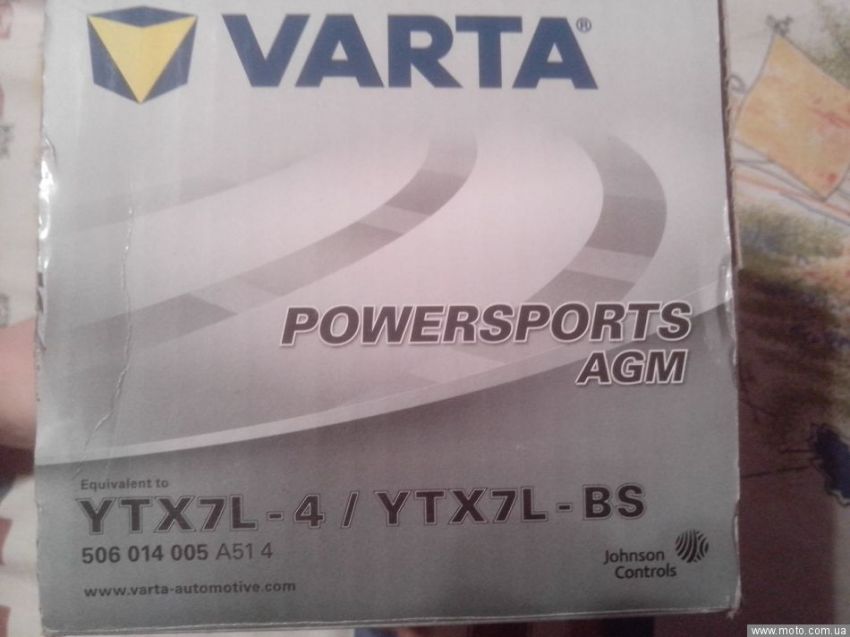 VARTA®
POWERSPORTS
AGM
Equivalent to
YTX7L-4 / YTX7L-BS
506 014 005 A51 4
Johnson
Controls
www.varta-automotive.com
www.moto.com.ua